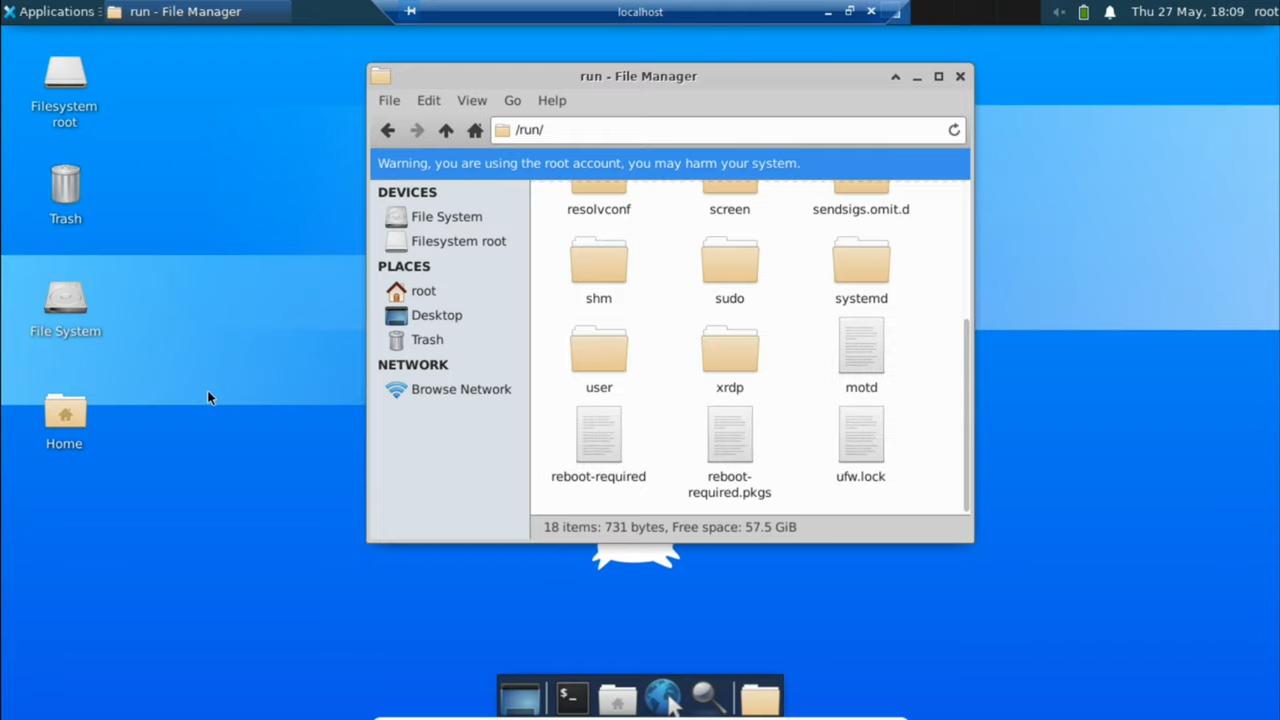 Applications
run - File Manager
localhost
Thu 27 May, 18:09
root
Filesystem
root
Trash
File System
Home
run - File Manager
File
Edit
View
Go
Help
/run/
Warning, you are using the root account, you may harm your system.
DEVICES
File System
Filesystem root
PLACES
root
Desktop
Trash
NETWORK
Browse Network
resolvconf
screen
sendsigs.omit.d
shm
sudo
systemd
user
xrdp
motd
reboot-required
reboot-
required.pkgs
ufw.lock
18 items: 731 bytes, Free space: 57.5 GiB
$_